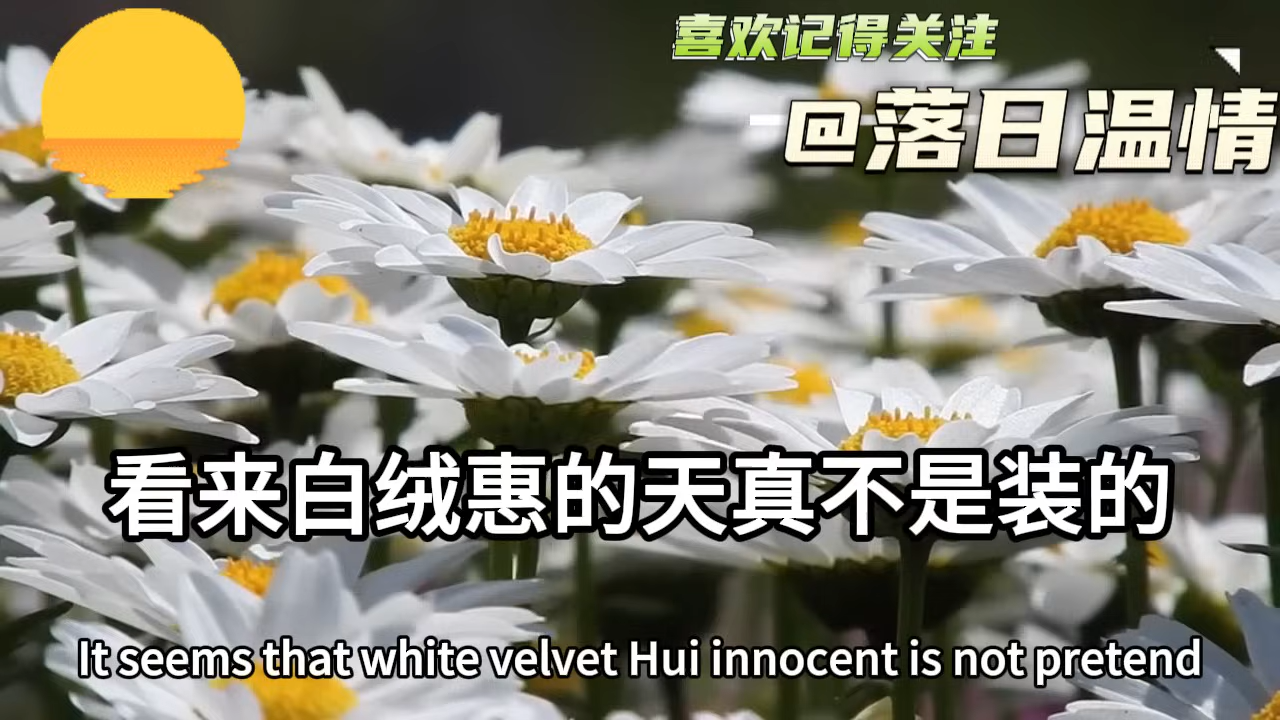 喜欢记得关注
@落日温情
看来白绒惠的天真不是装的
It seems that white velvet Hui innocent is not pretend